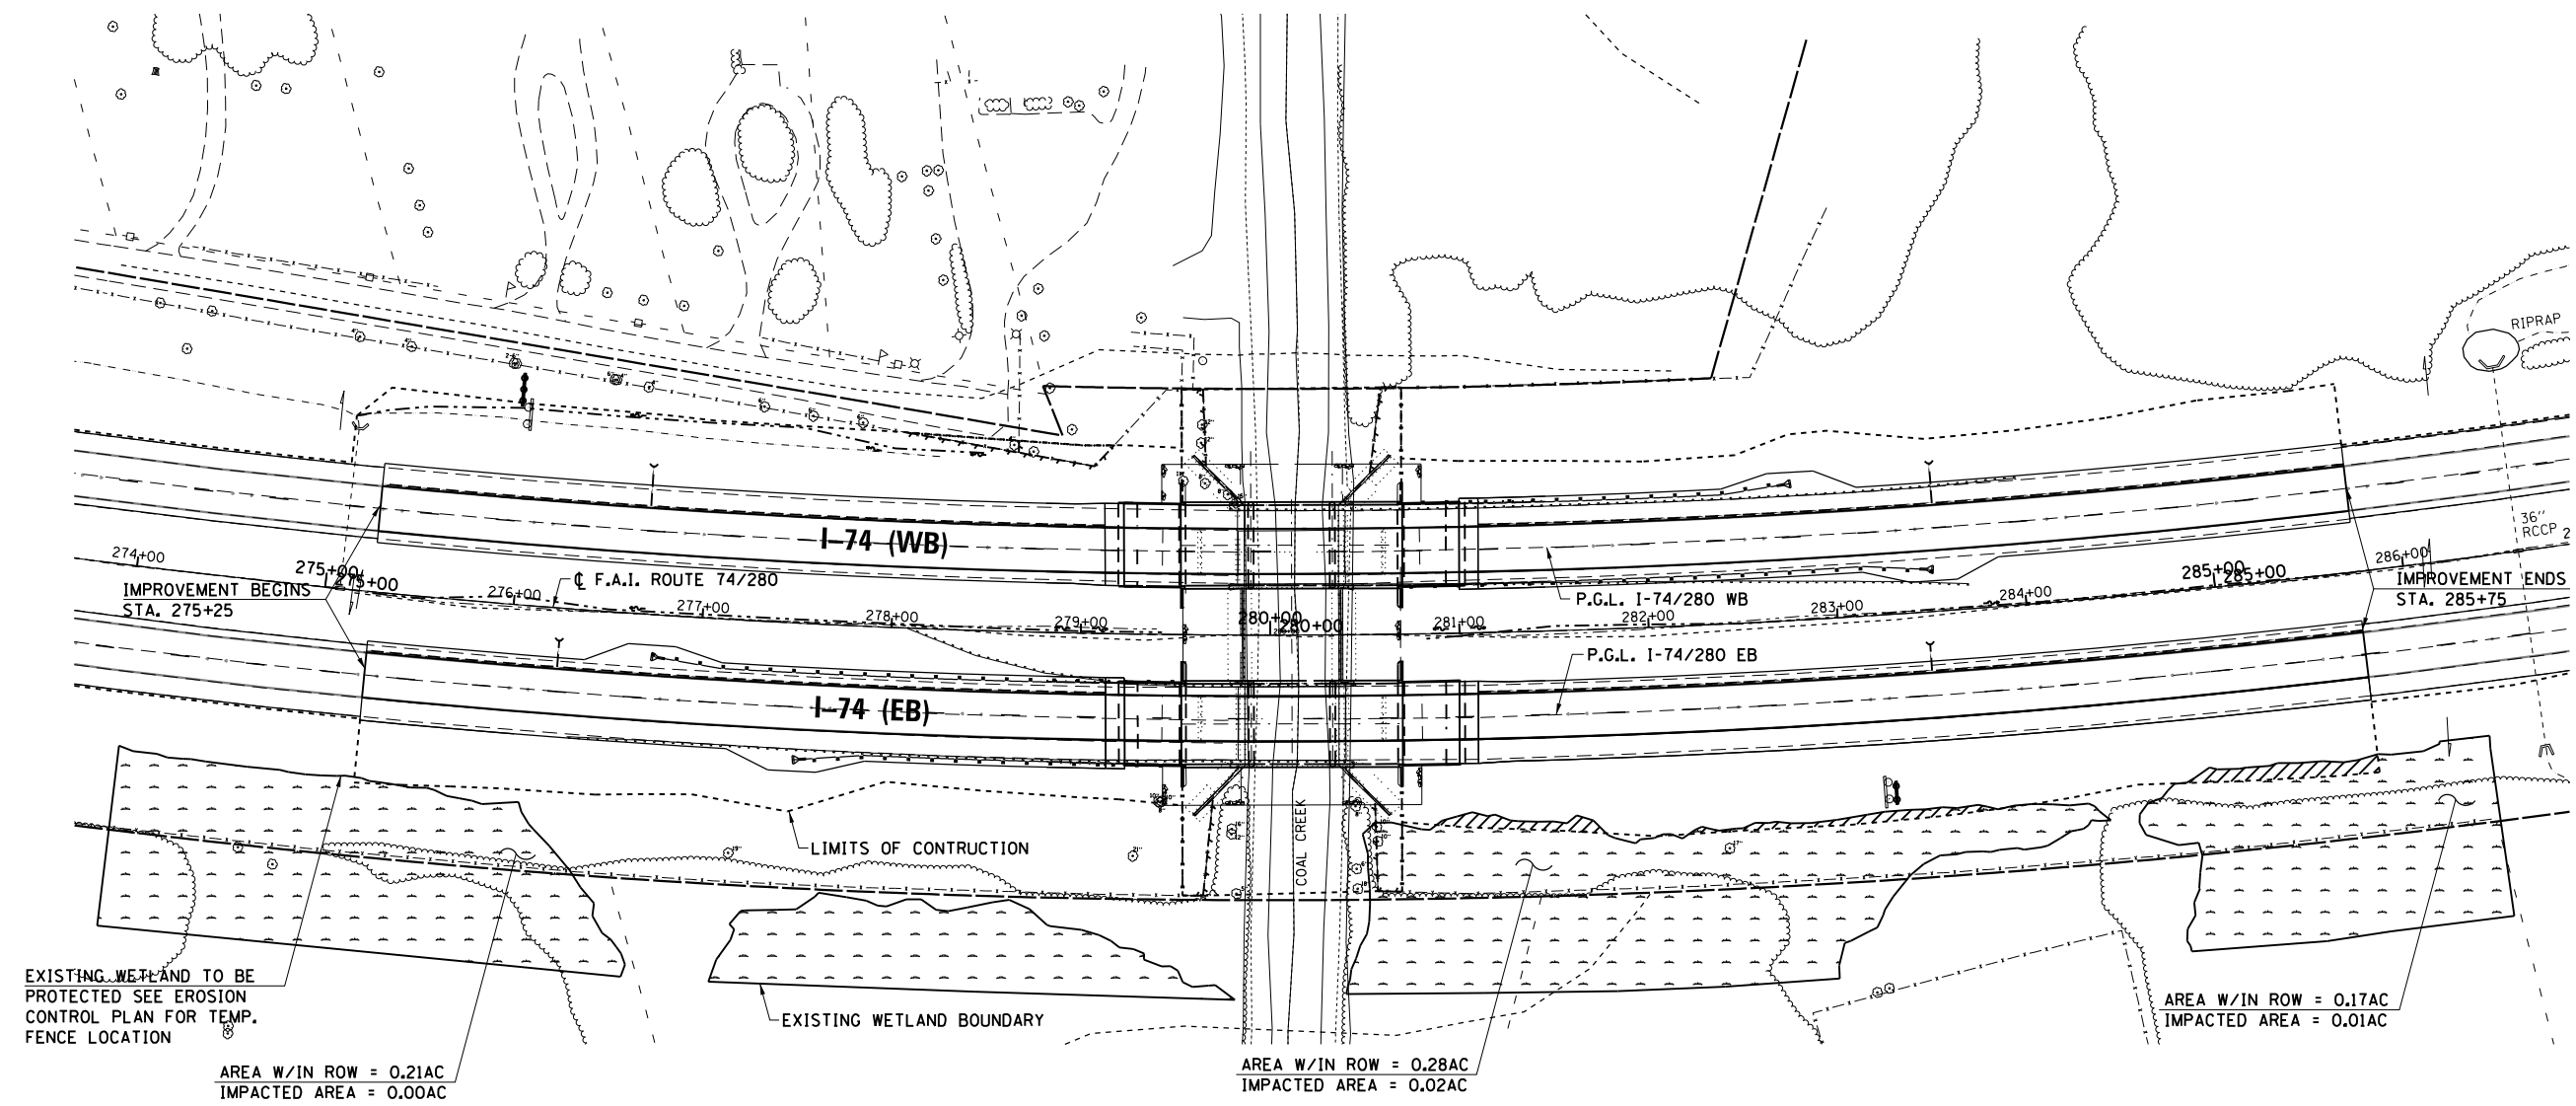 RIPRAP
36"
RCCP
I-74 (WB)
274+00
275+00
275+00
276+00
℄ F.A.I. ROUTE 74/280
277+00
278+00
279+00
280+00
280+00
281+00
282+00
283+00
284+00
285+00
285+00
286+00
IMPROVEMENT BEGINS
STA. 275+25
IMPROVEMENT ENDS
STA. 285+75
P.G.L. I-74/280 WB
P.G.L. I-74/280 EB
I-74 (EB)
COAL CREEK
LIMITS OF CONTRUCTION
EXISTING WETLAND TO BE
PROTECTED SEE EROSION
CONTROL PLAN FOR TEMP.
FENCE LOCATION
EXISTING WETLAND BOUNDARY
AREA W/IN ROW = 0.17AC
IMPACTED AREA = 0.01AC
AREA W/IN ROW = 0.21AC
IMPACTED AREA = 0.00AC
AREA W/IN ROW = 0.28AC
IMPACTED AREA = 0.02AC